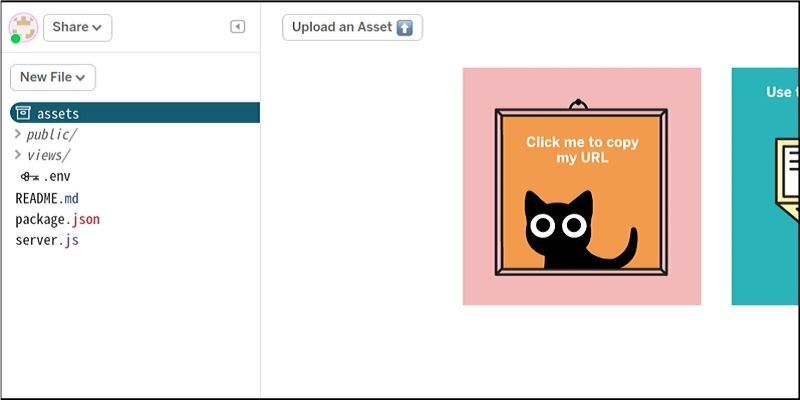 Share
Upload an Asset
New File
assets
public/
views/
.env
README.md
package.json
server.js
Click me to copy
my URL
Use